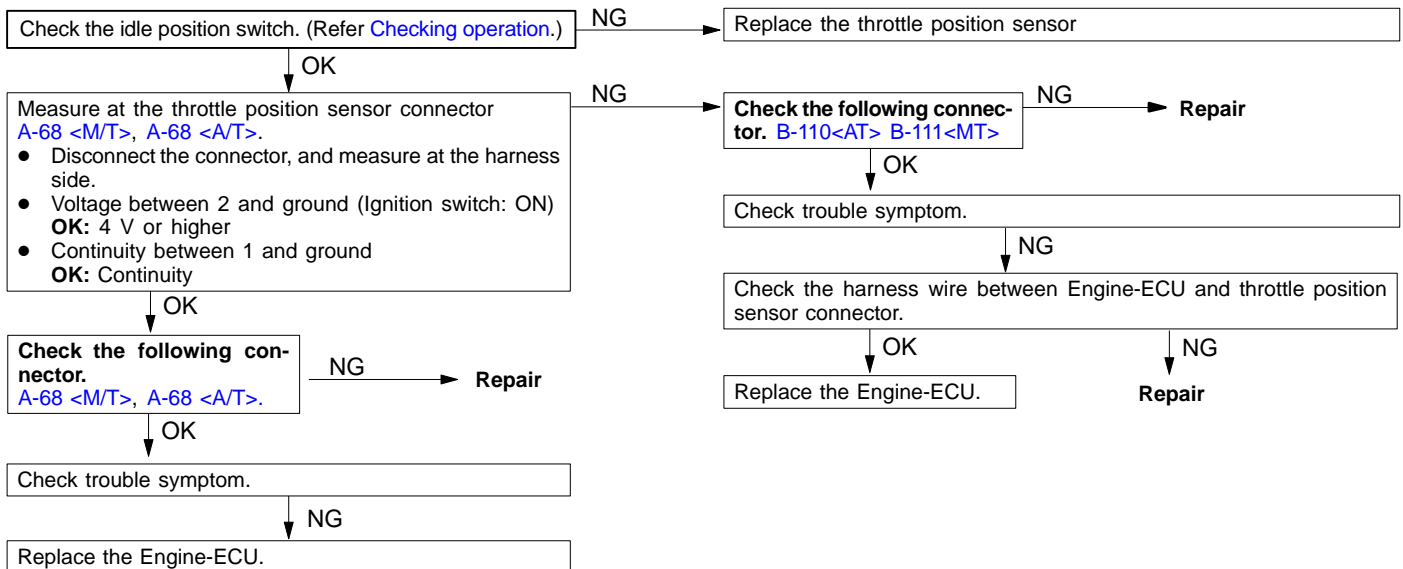 Check the idle position switch. (Refer Checking operation.)
NG
Replace the throttle position sensor
OK
Measure at the throttle position sensor connector
A-68 <M/T>, A-68 <A/T>.
● Disconnect the connector, and measure at the harness
side.
● Voltage between 2 and ground (Ignition switch: ON)
OK: 4 V or higher
● Continuity between 1 and ground
OK: Continuity
NG
Check the following connec-
tor. B-110<AT> B-111<MT>
NG
Repair
OK
Check trouble symptom.
NG
Check the harness wire between Engine-ECU and throttle position
sensor connector.
OK
NG
Replace the Engine-ECU.
Repair
OK
Check the following con-
nector.
A-68 <M/T>, A-68 <A/T>.
NG
Repair
OK
Check trouble symptom.
NG
Replace the Engine-ECU.